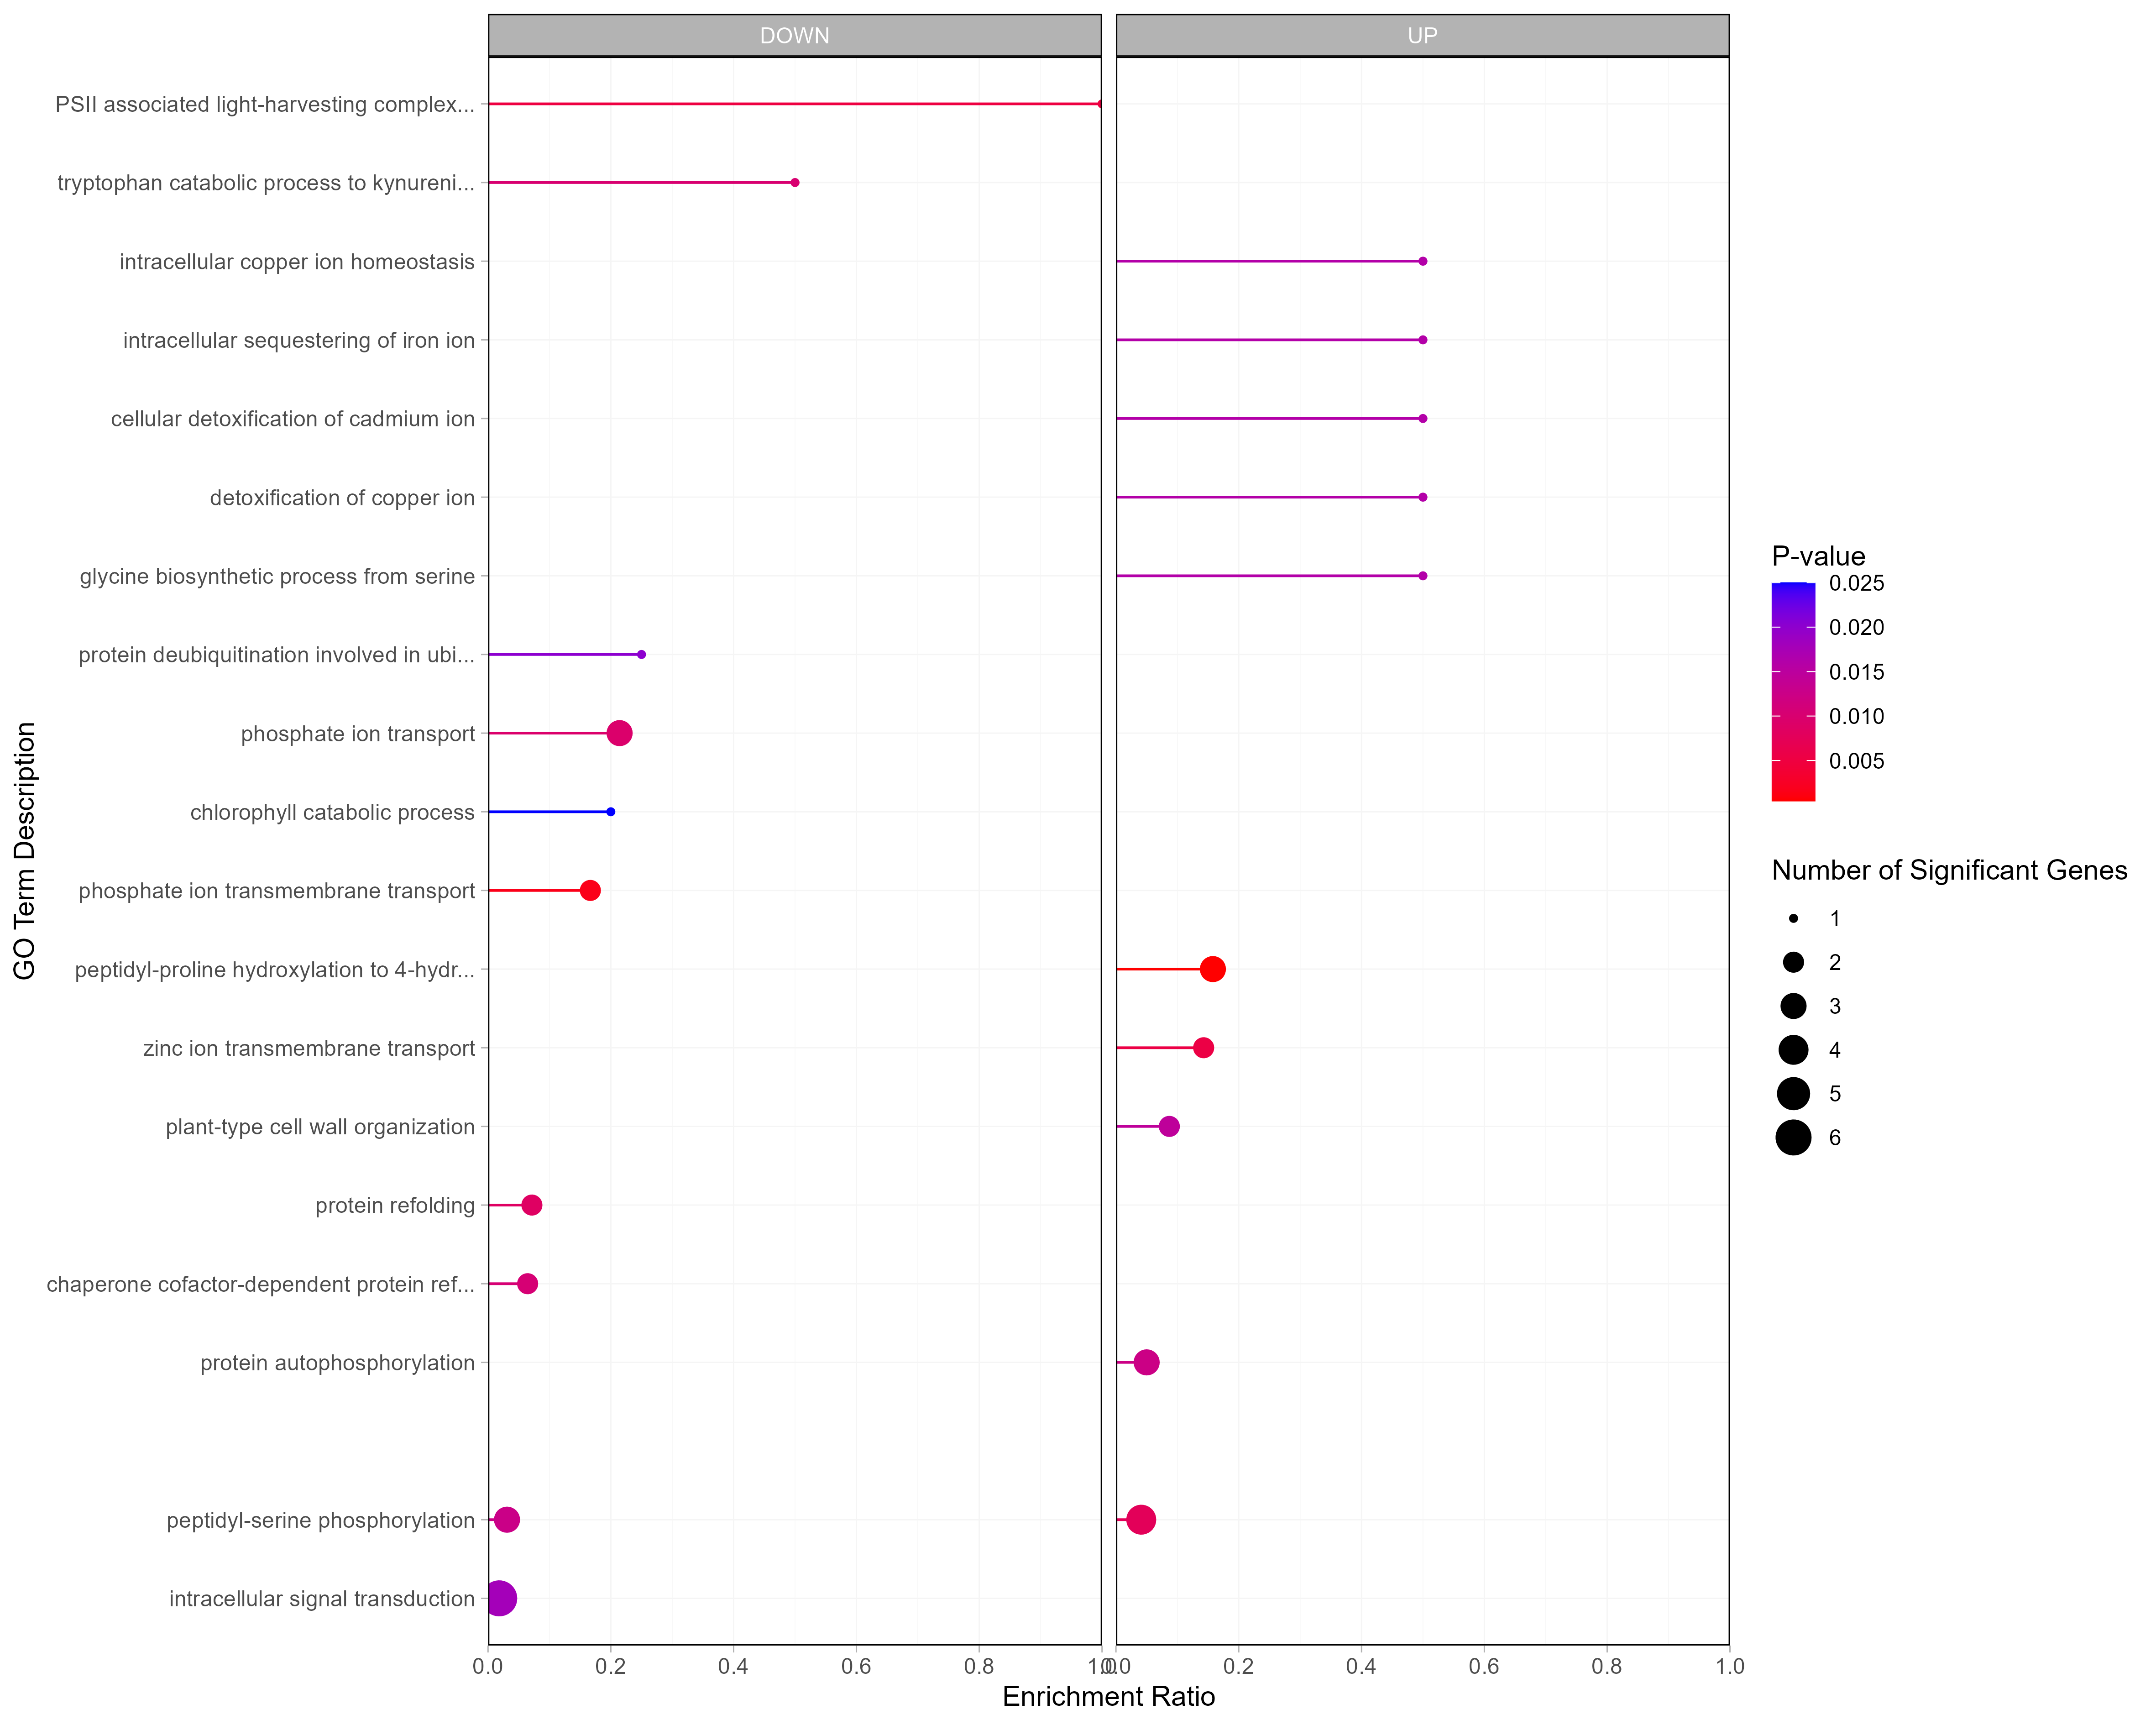 DOWN
UP
PSII associated light-harvesting complex...
tryptophan catabolic process to kynureni...
intracellular copper ion homeostasis
intracellular sequestering of iron ion
cellular detoxification of cadmium ion
detoxification of copper ion
glycine biosynthetic process from serine
protein deubiquitination involved in ubi...
phosphate ion transport
chlorophyll catabolic process
phosphate ion transmembrane transport
peptidyl-proline hydroxylation to 4-hydr...
zinc ion transmembrane transport
plant-type cell wall organization
protein refolding
chaperone cofactor-dependent protein ref...
protein autophosphorylation
peptidyl-serine phosphorylation
intracellular signal transduction
GO Term Description
0.0 0.2 0.4 0.6 0.8 1.0
0.0 0.2 0.4 0.6 0.8 1.0
Enrichment Ratio
P-value
0.025
0.020
0.015
0.010
0.005
Number of Significant Genes
1
2
3
4
5
6